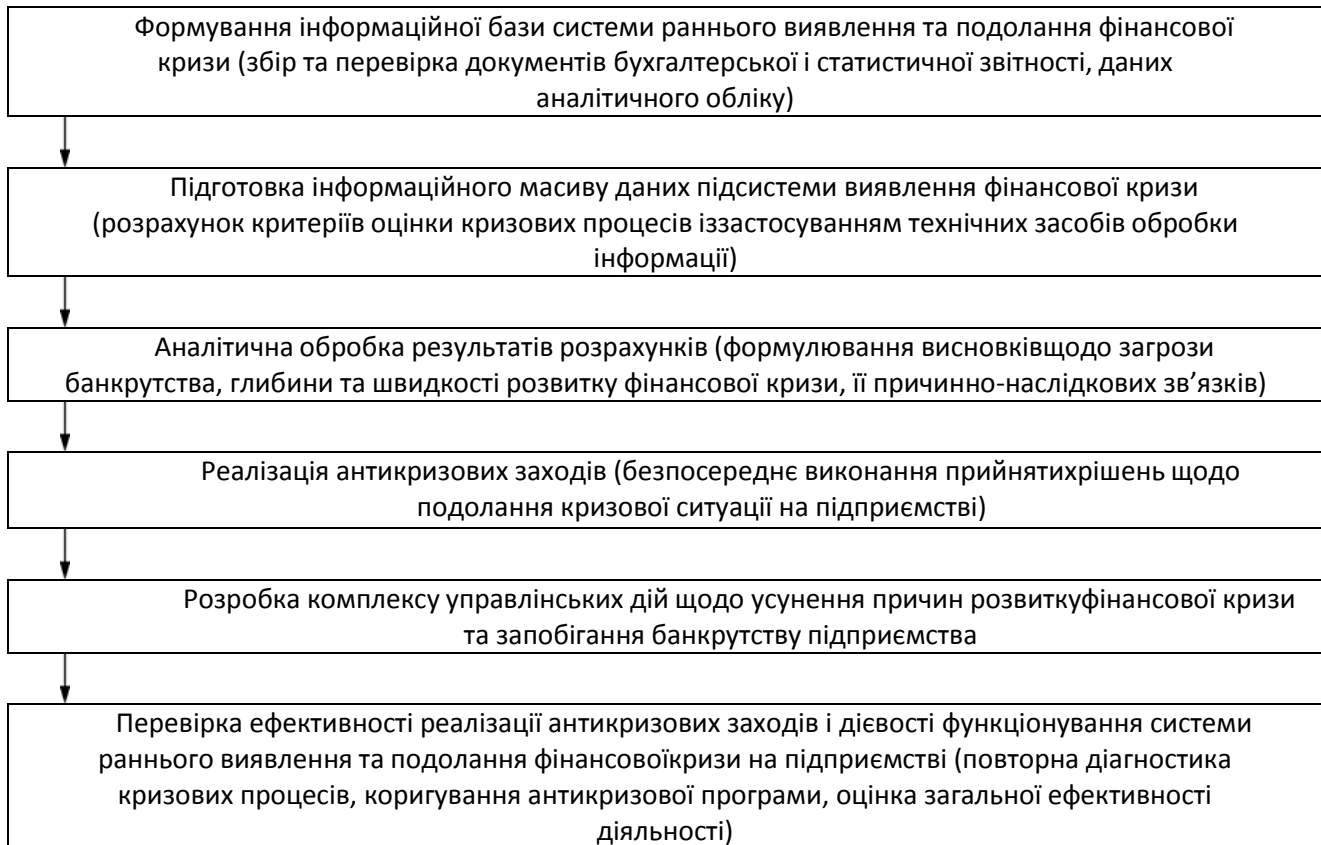 Формування інформаційної бази системи раннього виявлення та подолання фінансової
кризи (збір та перевірка документів бухгалтерської і статистичної звітності, даних
аналітичного обліку)
Підготовка інформаційного масиву даних підсистеми виявлення фінансової кризи
(розрахунок критеріїв оцінки кризових процесів іззастосуванням технічних засобів обробки
інформації)
Аналітична обробка результатів розрахунків (формулювання висновківщодо загрози
банкрутства, глибини та швидкості розвитку фінансової кризи, її причинно-наслідкових зв’язків)
Реалізація антикризових заходів (безпосереднє виконання прийнятихрішень щодо
подолання кризової ситуації на підприємстві)
Розробка комплексу управлінських дій щодо усунення причин розвиткуфінансової кризи
та запобігання банкрутству підприємства
Перевірка ефективності реалізації антикризових заходів і дієвості функціонування системи
раннього виявлення та подолання фінансовоїкризи на підприємстві (повторна діагностика
кризових процесів, коригування антикризової програми, оцінка загальної ефективності
діяльності)